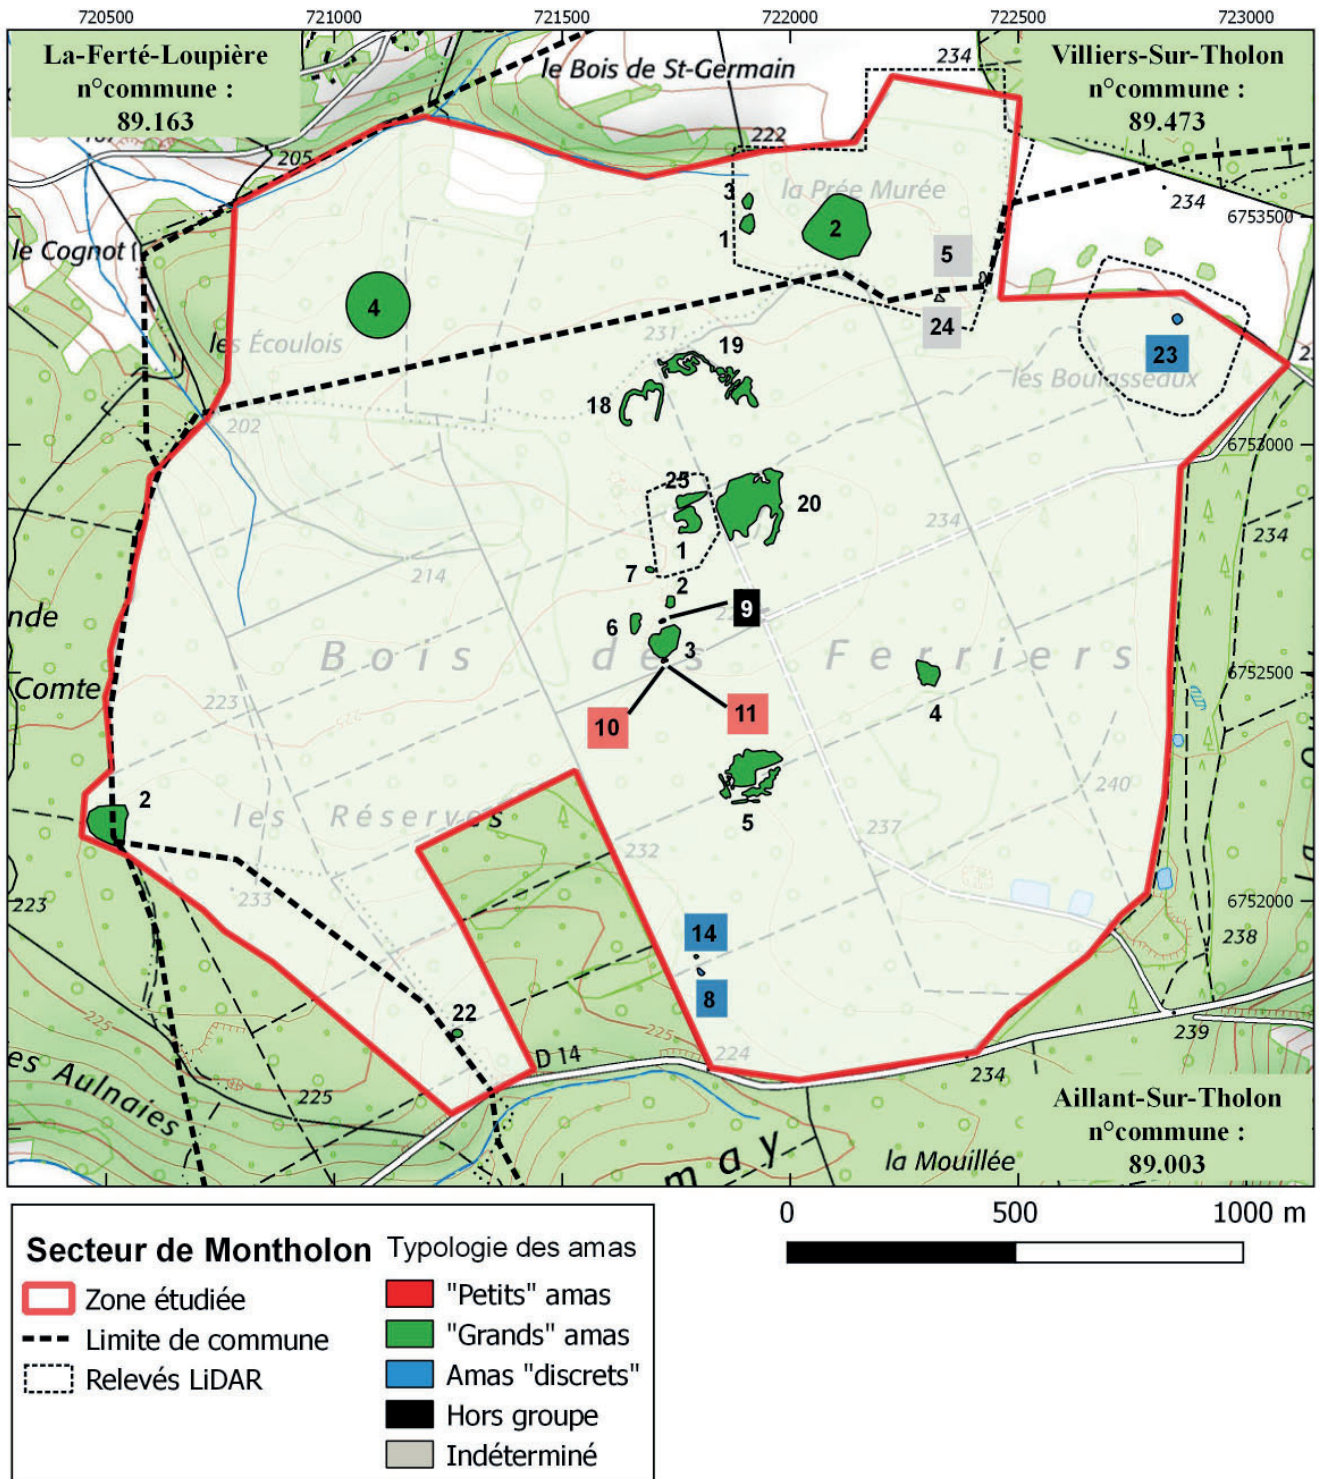 720500 721000 721500 722000 722500 723000
La-Ferté-Loupière
n°commune :
89.163
le Bois de St-Germain
234
Villiers-Sur-Tholon
n°commune :
89.473
205
222
3
la Prée Murée
234
6753500
1
2
5
le Cognot
4
24
les Écoulois
231
19
23
les Boulasseaux
18
202
6753000
25
20
234
234
1
214
7
2
9
6
nde
3
Bois des Ferriers
Comte
6752500
223
10
11
4
240
2
les Réserves
5
237
232
223
233
6752000
14
238
8
22
225
225
D 14
224
239
es Aulnaies
225
234
Aillant-Sur-Tholon
n°commune :
89.003
may
la Mouillée
0 500 1000 m
Secteur de Montholon
Zone étudiée
Limite de commune
Relevés LiDAR
Typologie des amas
"Petits" amas
"Grands" amas
Amas "discrets"
Hors groupe
Indéterminé